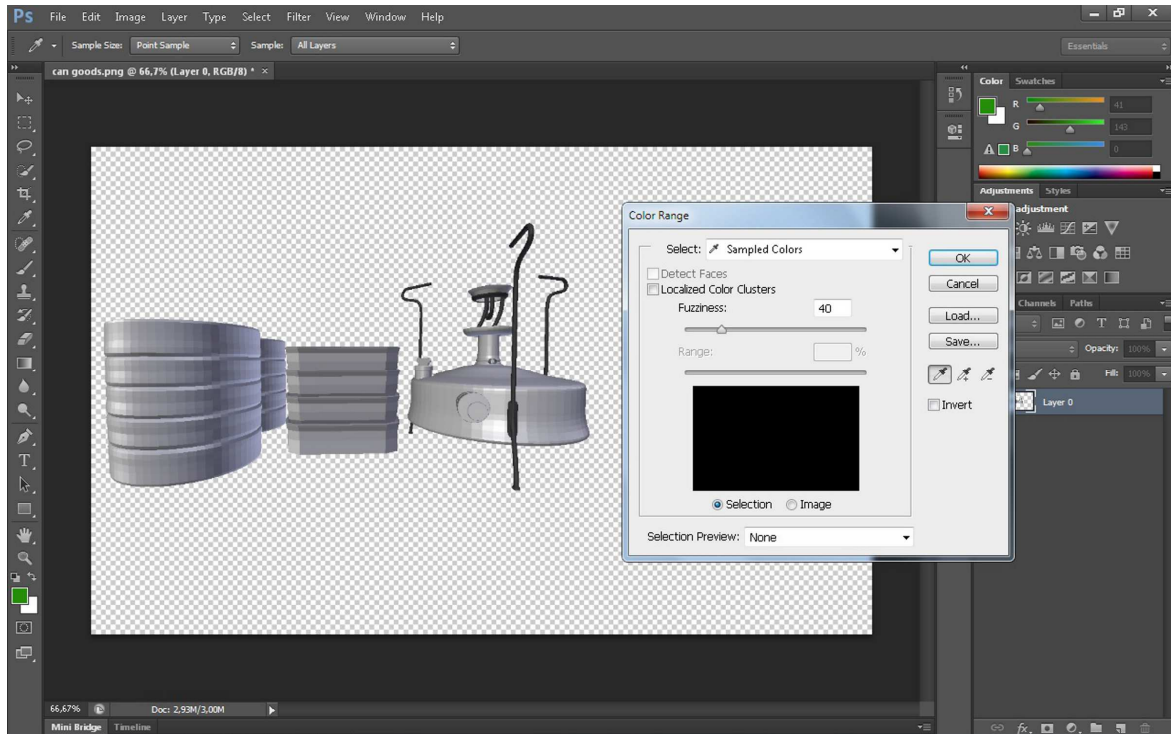 Ps File Edit Image Layer Type Select Filter View Window Help
Sample Size: Point Sample Sample: All Layers Essentials
can goods.png @ 66,7% (Layer 0, RGB/8) * ×
Color Swatches
R 41
G 143
B 0
Adjustments Styles
adjustment
Channels Paths
Opacity: 100%
Fill: 100%
Layer 0
Color Range
Select: Sampled Colors
Detect Faces
Localized Color Clusters
Fuzziness: 40
Range: %
Selection Image
Selection Preview: None
OK
Cancel
Load...
Save...
Invert
66,67% Doc: 2,93M/3,00M
Mini Bridge Timeline
fx